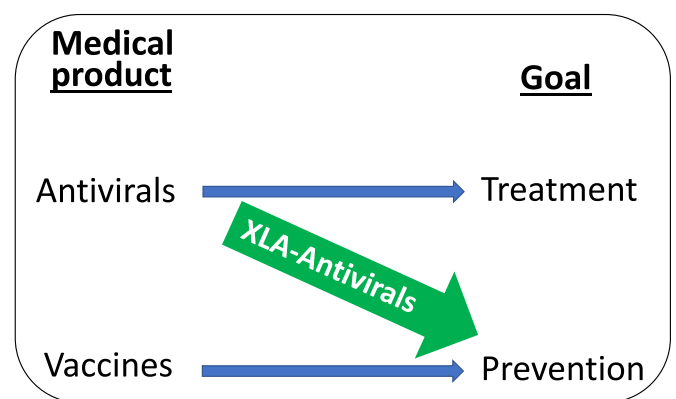 Medical
product
Goal
Antivirals
Treatment
XLA-Antivirals
Vaccines
Prevention